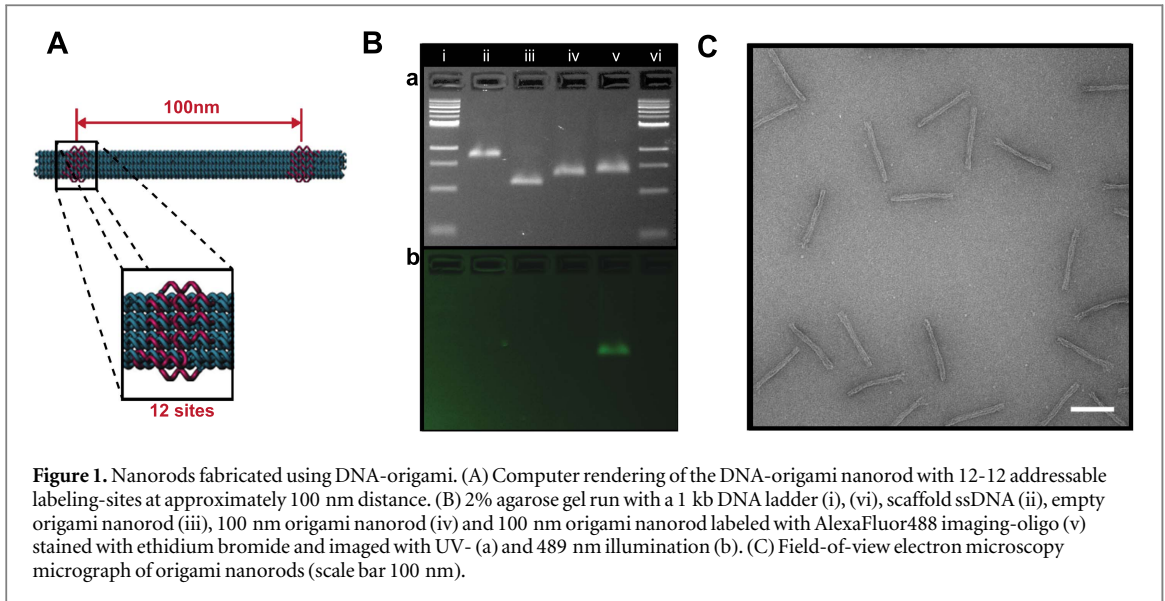 A
B
C
i ii iii iv v vi
a
100nm
b
12 sites
Figure 1. Nanorods fabricated using DNA-origami. (A) Computer rendering of the DNA-origami nanorod with 12-12 addressable
labeling-sites at approximately 100 nm distance. (B) 2% agarose gel run with a 1 kb DNA ladder (i), (vi), scaffold ssDNA (ii), empty
origami nanorod (iii), 100 nm origami nanorod (iv) and 100 nm origami nanorod labeled with AlexaFluor488 imaging-oligo (v)
stained with ethidium bromide and imaged with UV- (a) and 489 nm illumination (b). (C) Field-of-view electron microscopy
micrograph of origami nanorods (scale bar 100 nm).